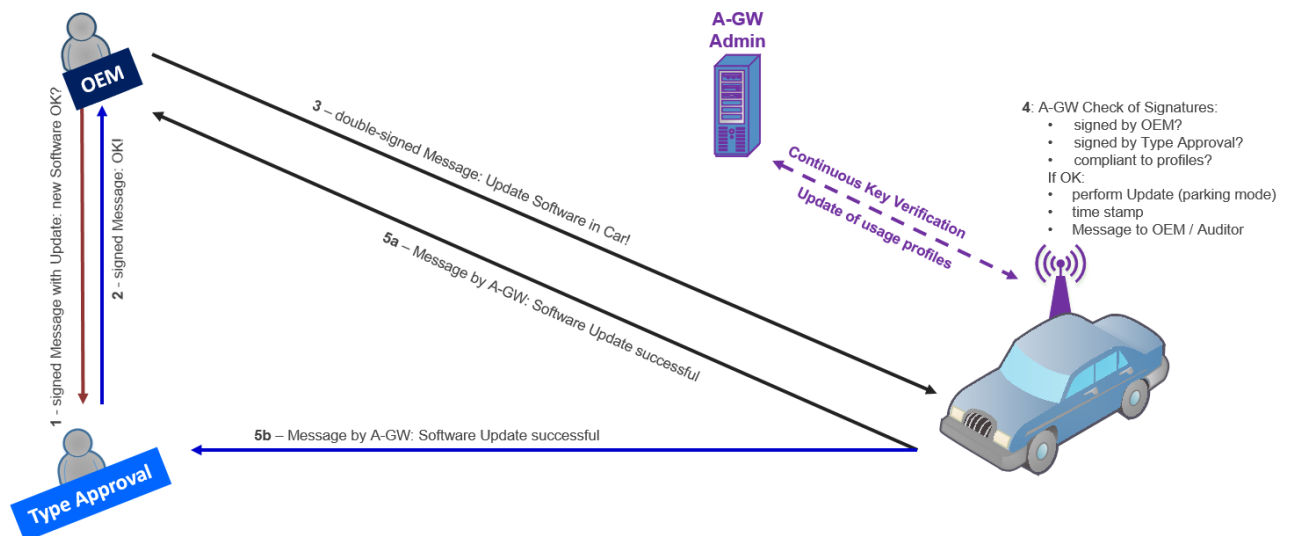 OEM
1 - signed Message with Update: new Software OK?
2 - signed Message: OK!
3 – double-signed Message: Update Software in Car!
5a – Message by A-GW: Software Update successful
5b – Message by A-GW: Software Update successful
Type Approval
A-GW
Admin
Continuous Key Verification
Update of usage profiles
4: A-GW Check of Signatures:
• signed by OEM?
• signed by Type Approval?
• compliant to profiles?
If OK:
• perform Update (parking mode)
• time stamp
• Message to OEM / Auditor